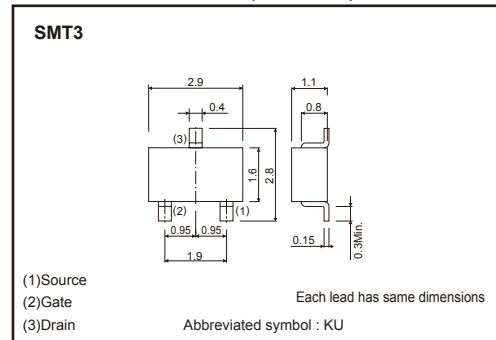 SMT3
2.9
1.1
0.4
0.8
(3)
1.6
2.8
(2)
(1)
0.95
0.95
0.15
0.3Min.
1.9
(1)Source
(2)Gate
Each lead has same dimensions
(3)Drain
Abbreviated symbol : KU